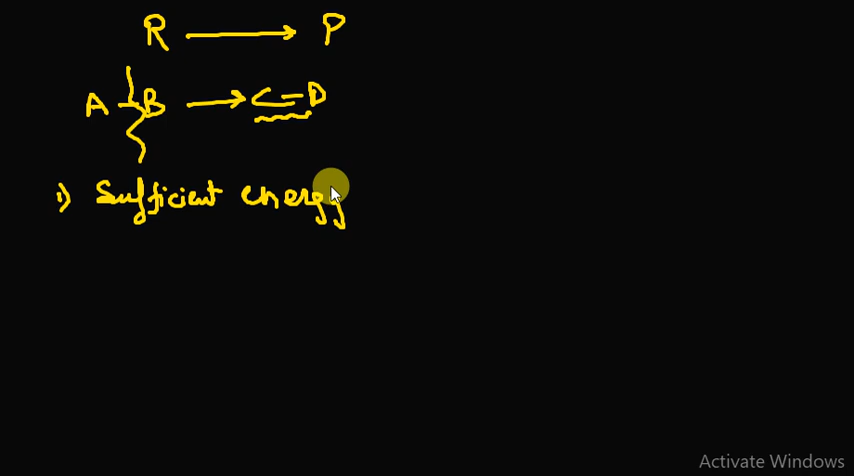 R → P
A-B → C=D
1) Sufficient energy
Activate Windows